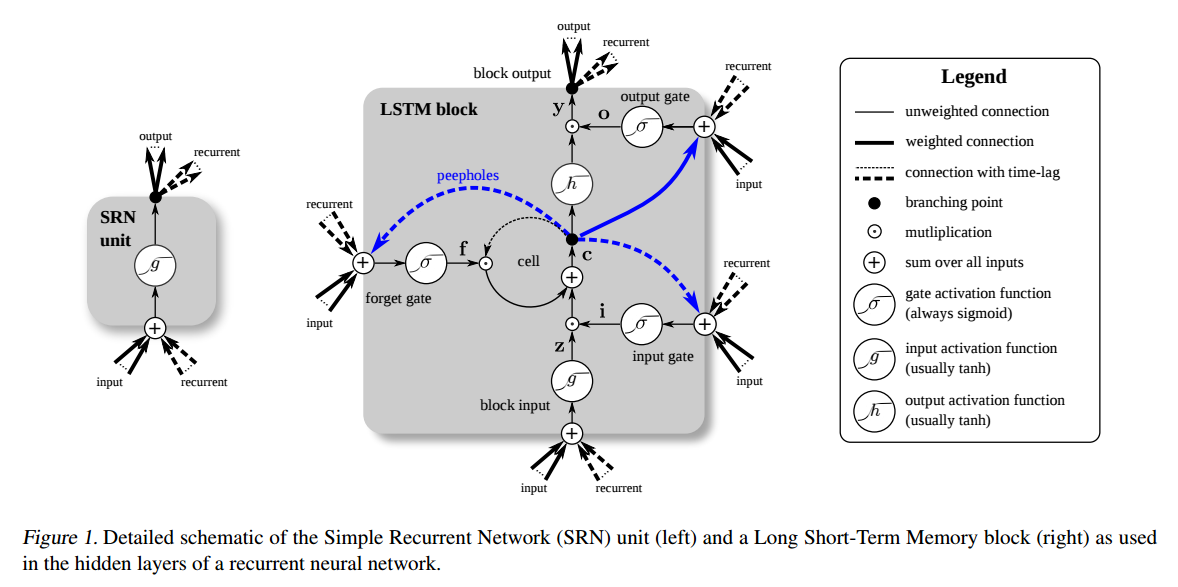 output
recurrent
SRN
unit
g
input
recurrent
output
recurrent
block output
LSTM block
y
o
output gate
σ
recurrent
input
h
peepholes
recurrent
f
σ
forget gate
input
cell
c
recurrent
i
σ
input gate
input
z
g
block input
input
recurrent
Legend
unweighted connection
weighted connection
connection with time-lag
branching point
mutliplication
sum over all inputs
σ
gate activation function
(always sigmoid)
g
input activation function
(usually tanh)
h
output activation function
(usually tanh)
Figure 1. Detailed schematic of the Simple Recurrent Network (SRN) unit (left) and a Long Short-Term Memory block (right) as used
in the hidden layers of a recurrent neural network.